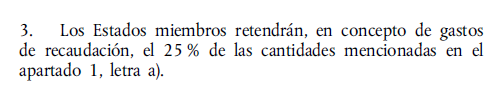 3. Los Estados miembros retendrán, en concepto de gastos
de recaudación, el 25 % de las cantidades mencionadas en el
apartado 1, letra a).